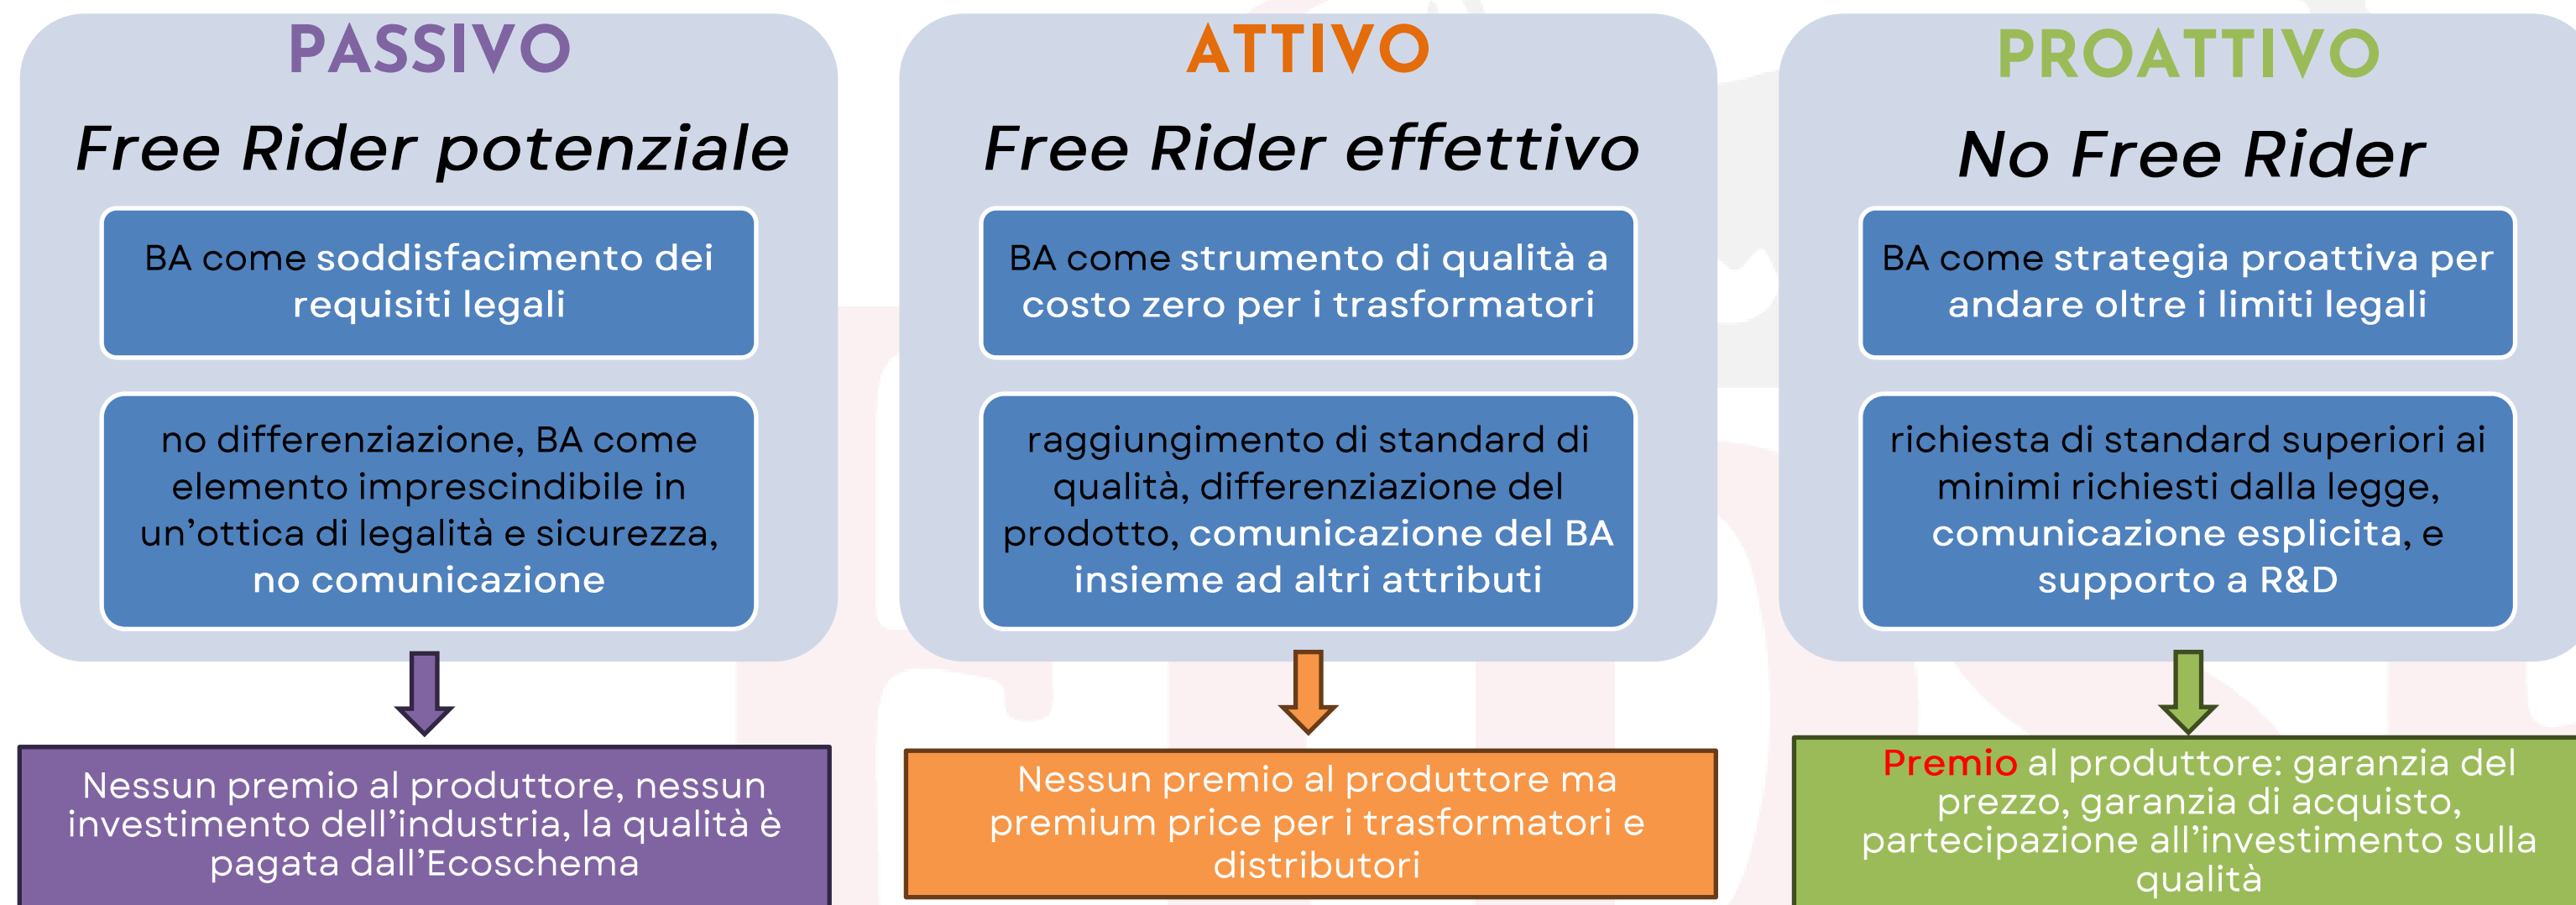 PASSIVO
Free Rider potenziale
BA come soddisfacimento dei
requisiti legali
no differenziazione, BA come
elemento imprescindibile in
un'ottica di legalità e sicurezza,
no comunicazione
Nessun premio al produttore, nessun
investimento dell'industria, la qualità è
pagata dall'Ecoschema
ATTIVO
Free Rider effettivo
BA come strumento di qualità a
costo zero per i trasformatori
raggiungimento di standard di
qualità, differenziazione del
prodotto, comunicazione del BA
insieme ad altri attributi
Nessun premio al produttore ma
premium price per i trasformatori e
distributori
PROATTIVO
No Free Rider
BA come strategia proattiva per
andare oltre i limiti legali
richiesta di standard superiori ai
minimi richiesti dalla legge,
comunicazione esplicita, e
supporto a R&D
Premio al produttore: garanzia del
prezzo, garanzia di acquisto,
partecipazione all'investimento sulla
qualità